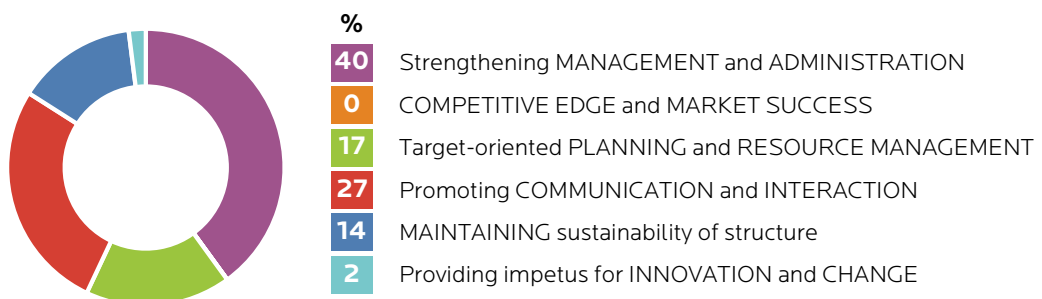 %
40 Strengthening MANAGEMENT and ADMINISTRATION
0 COMPETITIVE EDGE and MARKET SUCCESS
17 Target-oriented PLANNING and RESOURCE MANAGEMENT
27 Promoting COMMUNICATION and INTERACTION
14 MAINTAINING sustainability of structure
2 Providing impetus for INNOVATION and CHANGE